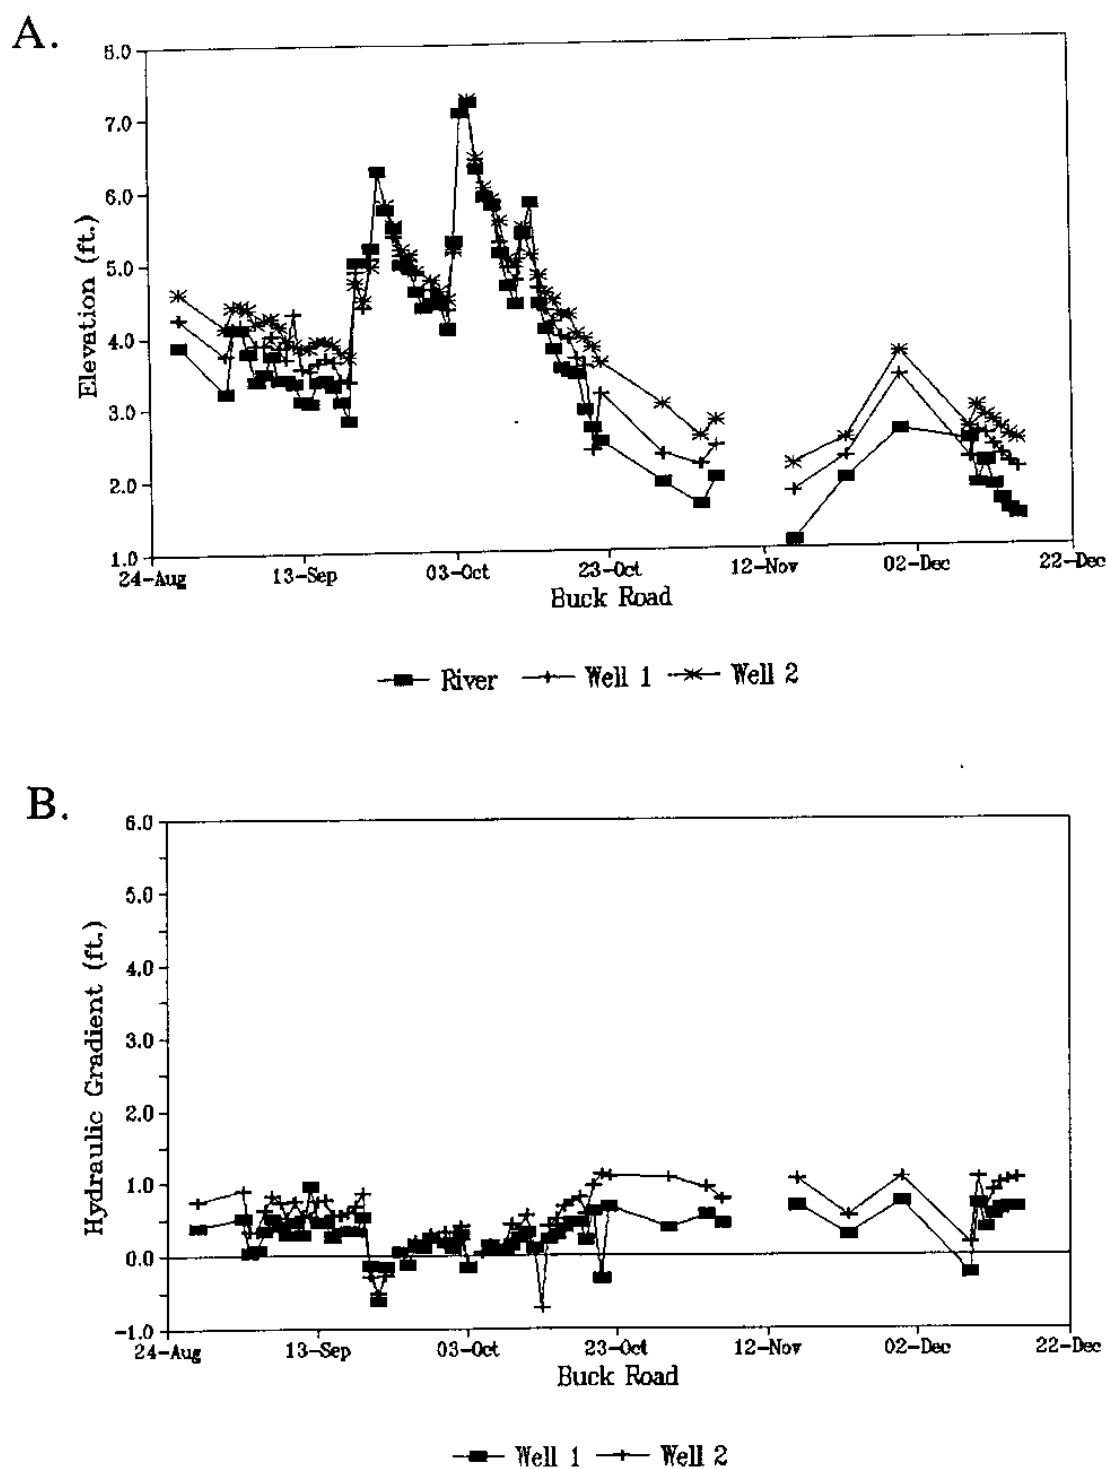 A.
8.0
7.0
6.0
5.0
4.0
3.0
2.0
1.0
Elevation (ft.)
24-Aug 13-Sep 03-Oct 23-Oct 12-Nov 02-Dec 22-Dec
Buck Road
River Well 1 Well 2
B.
6.0
5.0
4.0
3.0
2.0
1.0
0.0
-1.0
Hydraulic Gradient (ft.)
24-Aug 13-Sep 03-Oct 23-Oct 12-Nov 02-Dec 22-Dec
Buck Road
Well 1 Well 2